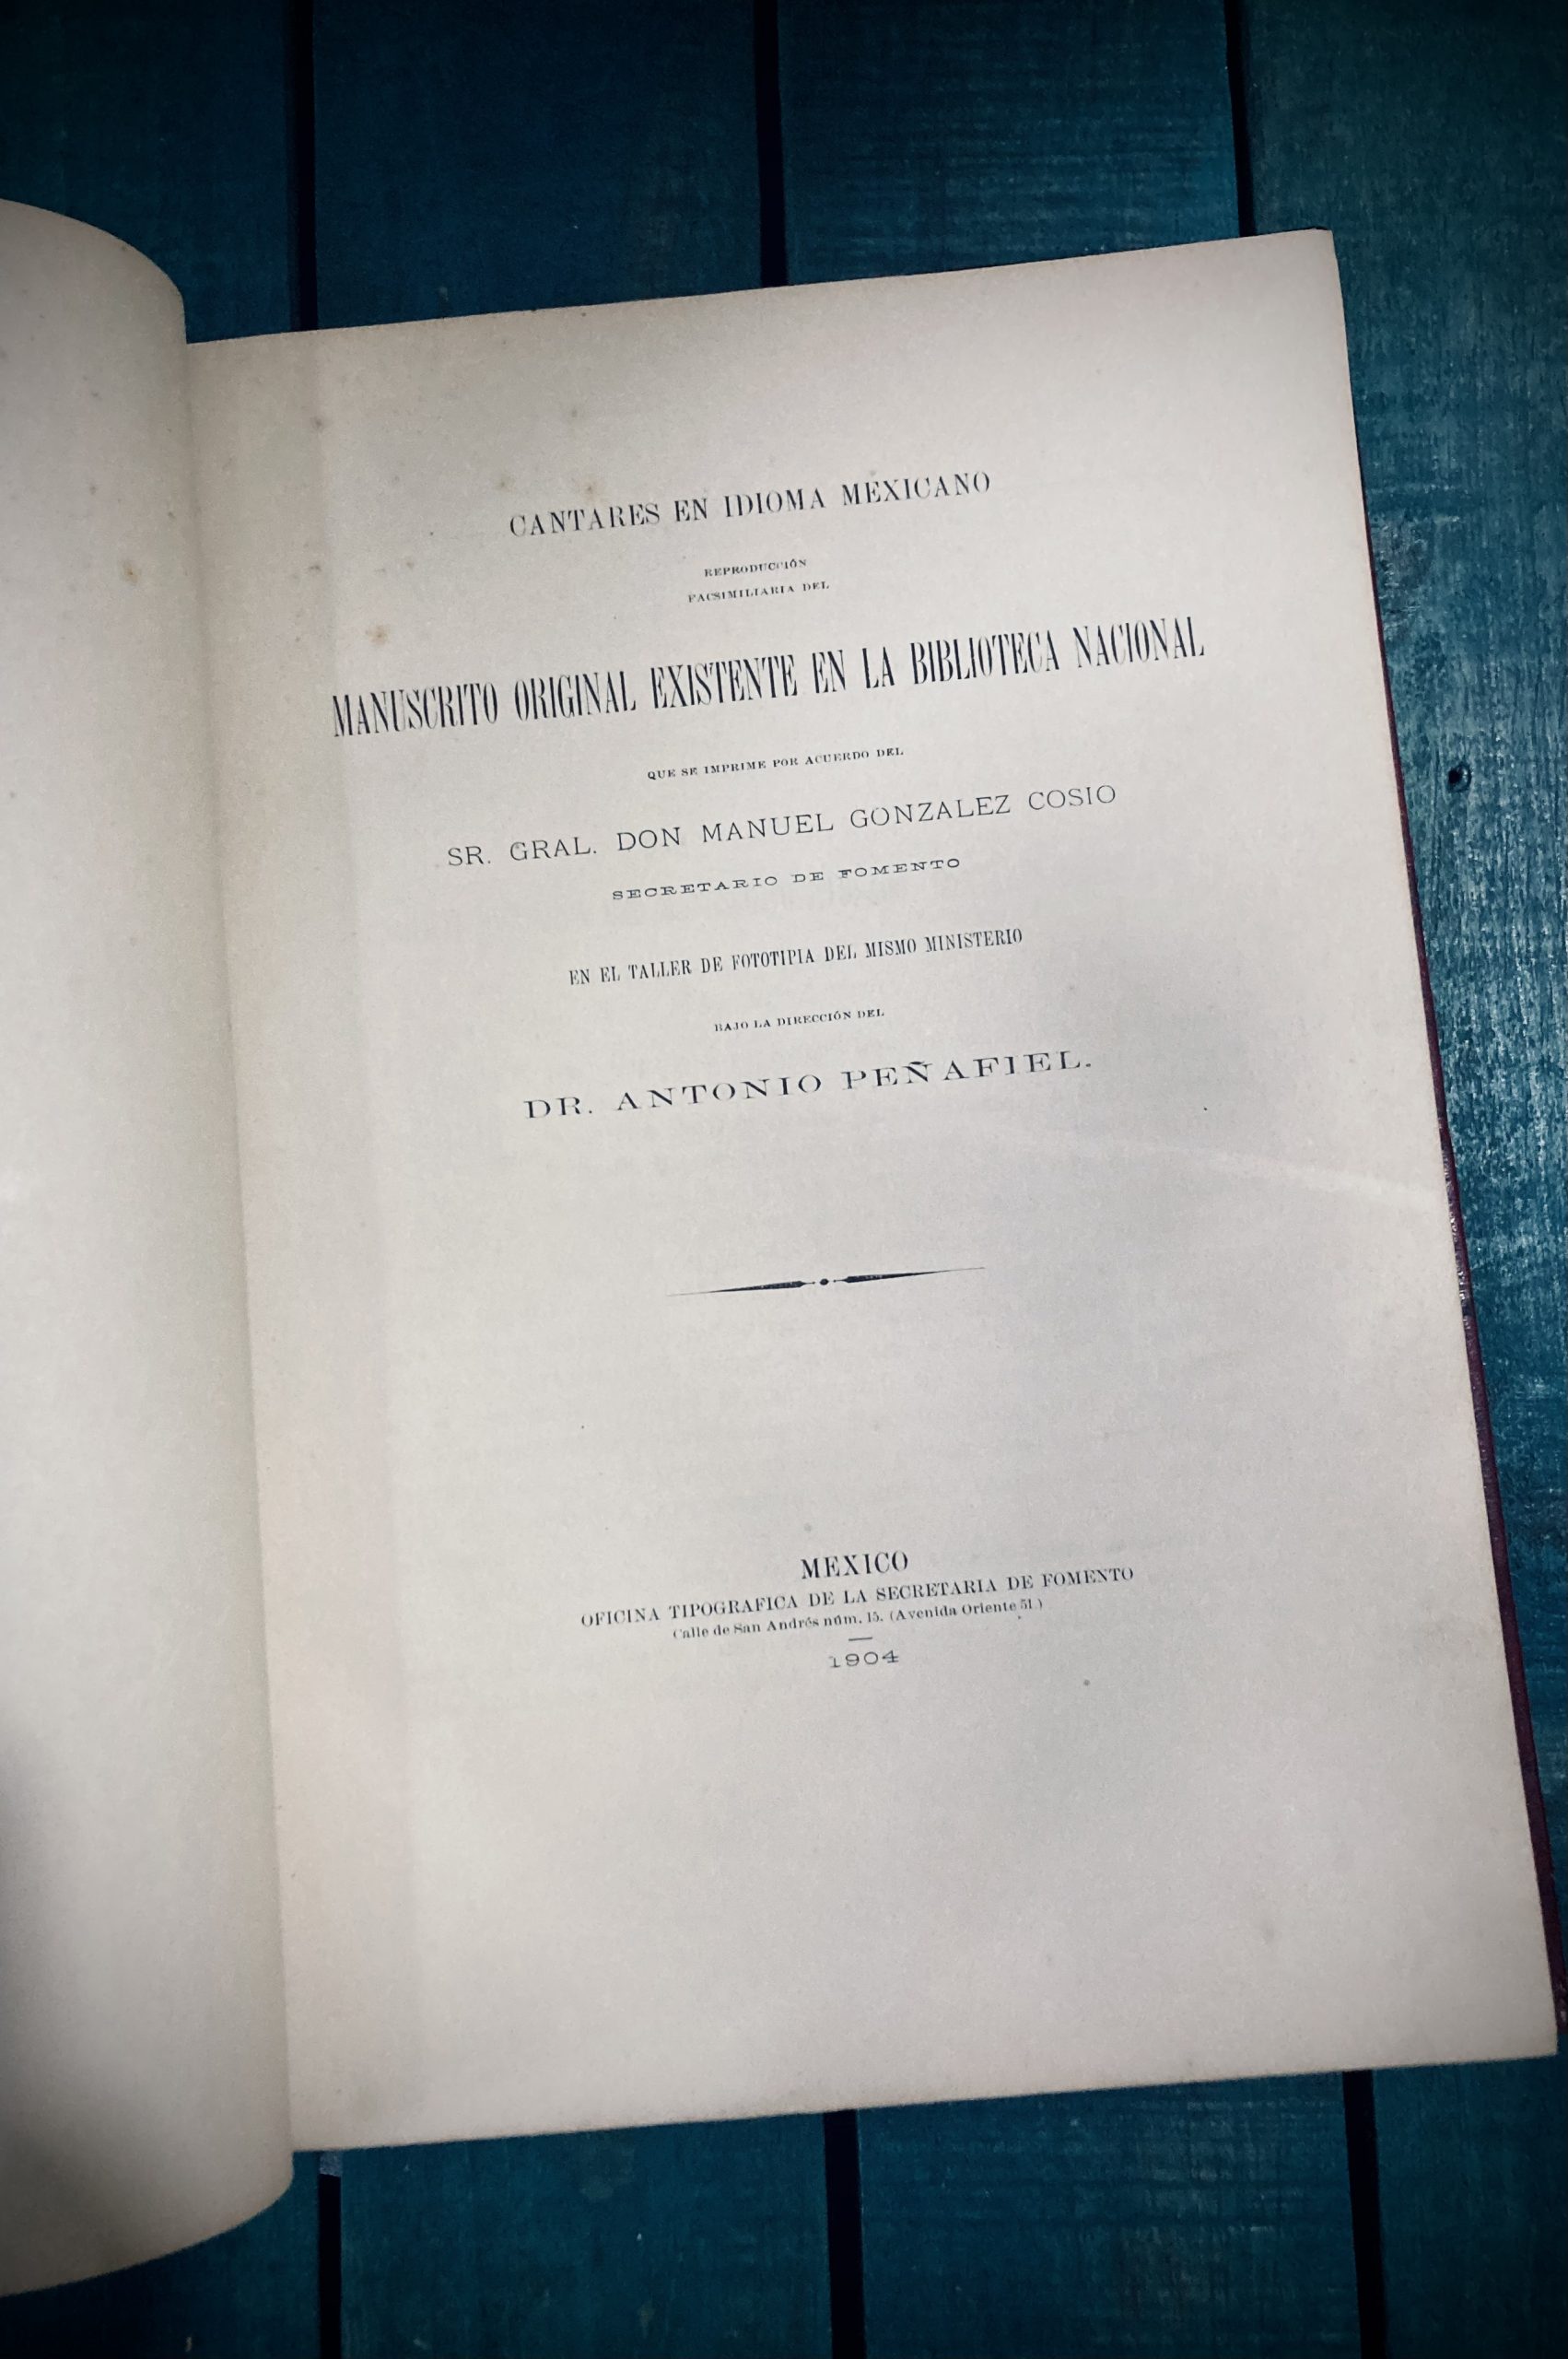 CANTARES EN IDIOMA MEXICANO
REPRODUCCIÓN
FACSIMILIARIA DEL
MANUSCRITO ORIGINAL EXISTENTE EN LA BIBLIOTECA NACIONAL
QUE SE IMPRIME POR ACUERDO DEL
SR. GRAL. DON MANUEL GONZALEZ COSIO
SECRETARIO DE FOMENTO
EN EL TALLER DE FOTOTIPIA DEL MISMO MINISTERIO
BAJO LA DIRECCIÓN DEL
DR. ANTONIO PEÑAFIEL.
MEXICO
OFICINA TIPOGRAFICA DE LA SECRETARIA DE FOMENTO
Calle de San Andrés núm. 15. (Avenida Oriente 51.)
1904